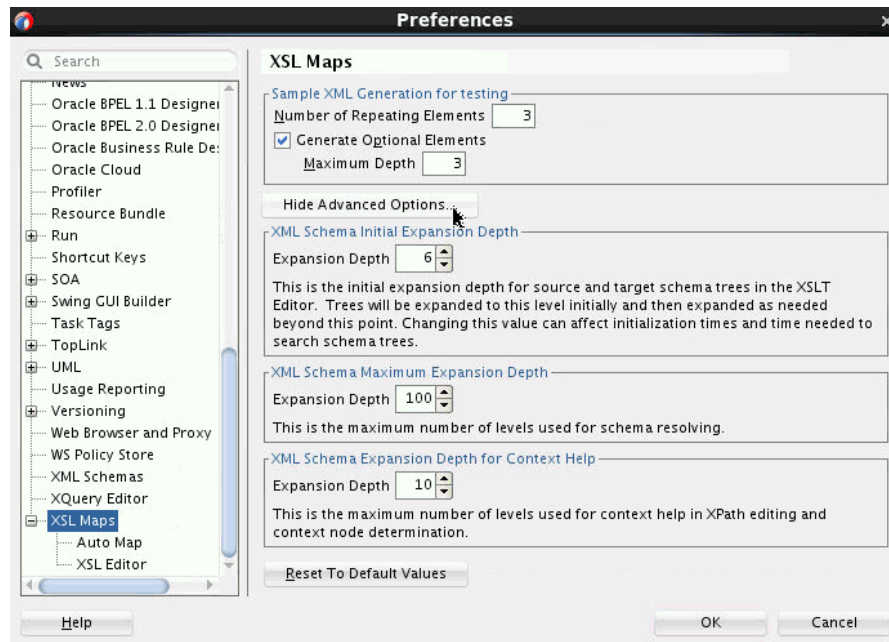 Preferences
Search
XSL Maps
News
Oracle BPEL 1.1 Designer
Oracle BPEL 2.0 Designer
Oracle Business Rule De
Oracle Cloud
Profiler
Resource Bundle
Run
Shortcut Keys
SOA
Swing GUI Builder
Task Tags
TopLink
UML
Usage Reporting
Versioning
Web Browser and Proxy
WS Policy Store
XML Schemas
XQuery Editor
XSL Maps
Auto Map
XSL Editor
Sample XML Generation for testing
Number of Repeating Elements 3
Generate Optional Elements
Maximum Depth 3
Hide Advanced Options...
XML Schema Initial Expansion Depth
Expansion Depth 6
This is the initial expansion depth for source and target schema trees in the XSLT
Editor. Trees will be expanded to this level initially and then expanded as needed
beyond this point. Changing this value can affect initialization times and time needed to
search schema trees.
XML Schema Maximum Expansion Depth
Expansion Depth 100
This is the maximum number of levels used for schema resolving.
XML Schema Expansion Depth for Context Help
Expansion Depth 10
This is the maximum number of levels used for context help in XPath editing and
context node determination.
Reset To Default Values
Help
OK
Cancel